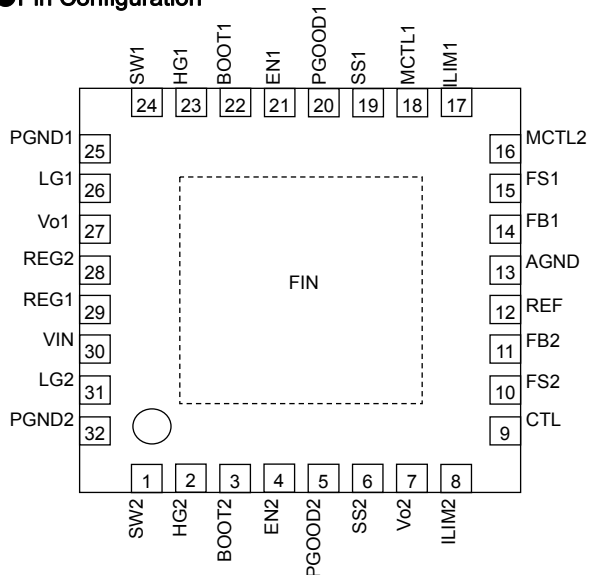 ●Pin Configuration
SW1
HG1
BOOT1
EN1
PGOOD1
SS1
MCTL1
ILIM1
24 23 22 21 20 19 18 17
PGND1 25
LG1 26
Vo1 27
REG2 28
REG1 29
VIN 30
LG2 31
PGND2 32
FIN
16 MCTL2
15 FS1
14 FB1
13 AGND
12 REF
11 FB2
10 FS2
9 CTL
1 2 3 4 5 6 7 8
SW2
HG2
BOOT2
EN2
PGOOD2
SS2
Vo2
ILIM2